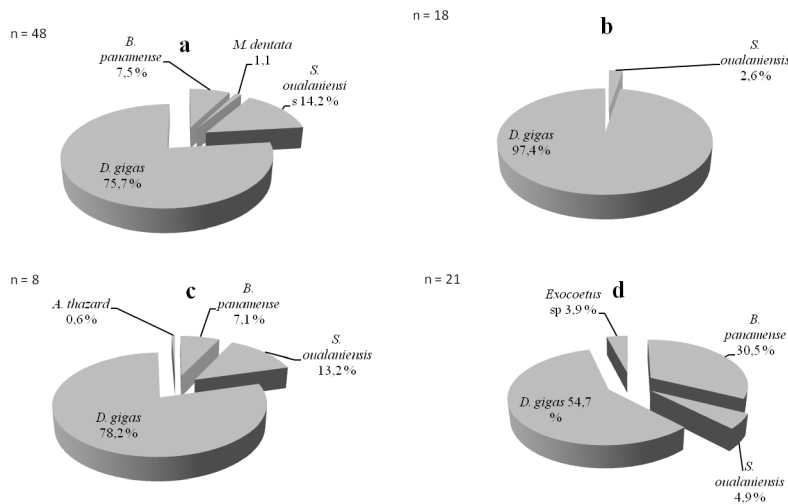 n = 48
a
B.
panamense
7,5%
M. dentata
1,1
S.
oualaniensi
s 14,2%
D. gigas
75,7%
n = 18
b
S.
oualaniensis
2,6%
D. gigas
97,4%
n = 8
c
A. thazard
0,6%
B.
panamense
7,1%
S.
oualaniensis
13,2%
D. gigas
78,2%
n = 21
d
Exocoetus
sp 3,9%
B.
panamense
30,5%
D. gigas 54,7
%
S.
oualaniensis
4,9%